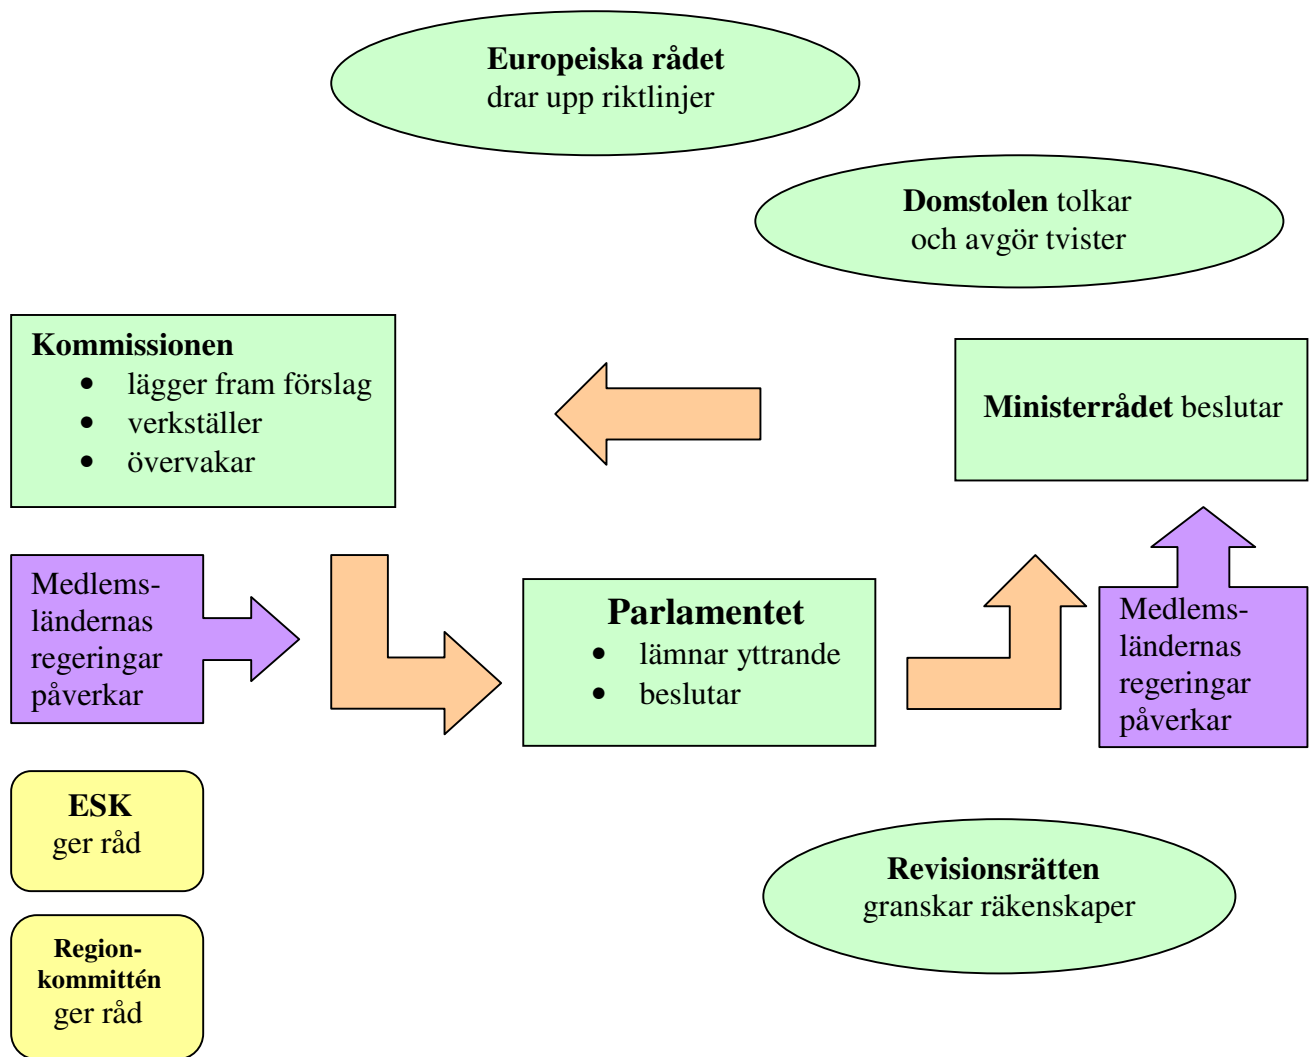 Europeiska rådet
drar upp riktlinjer
Domstolen tolkar
och avgör tvister
Kommissionen
• lägger fram förslag
• verkställer
• övervakar
Ministerrådet beslutar
Medlems-
ländernas
regeringar
påverkar
Parlamentet
• lämnar yttrande
• beslutar
Medlems-
ländernas
regeringar
påverkar
ESK
ger råd
Revisionsrätten
granskar räkenskaper
Region-
kommittén
ger råd